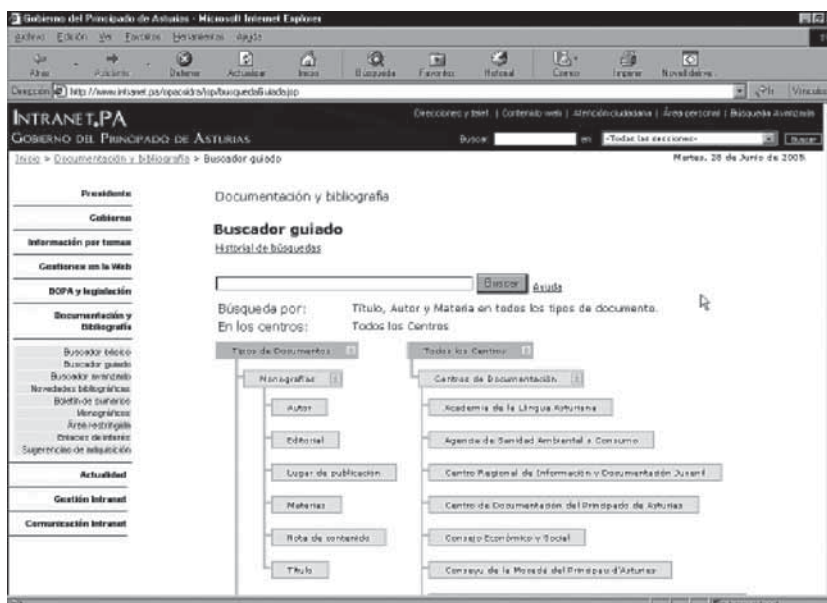 Gobierno del Principado de Asturias - Microsoft Internet Explorer
Archivo Edición Ver Favoritos Herramientas Ayuda
Atrás Adelante Detener Actualizar Inicio Búsqueda Favoritos Historial Correo Imprimir
Dirección
INTRANET.PA
GOBIERNO DEL PRINCIPADO DE ASTURIAS
Direcciones y telef. | Contenido web | Atención ciudadana | Área personal | Búsqueda Avanzada
Buscar en -Todas las secciones- Buscar
Inicio > Documentación y bibliografía > Buscador guiado
Martes, 28 de Junio de 2005
Presidente
Gobierno
Información por temas
Gestiones en la Web
BOPA y legislación
Documentación y
Bibliografía
Buscador básico
Buscador guiado
Buscador avanzado
Novedades bibliográficas
Boletín de sumarios
Monográficos
Área restringida
Enlaces de interés
Sugerencias de adquisición
Actualidad
Gestión Intranet
Comunicación Intranet
Documentación y bibliografía
Buscador guiado
Historial de búsquedas
Buscar Ayuda
Búsqueda por: Título, Autor y Materia en todos los tipos de documento.
En los centros: Todos los Centros
Tipos de Documentos
Monografías
Autor
Editorial
Lugar de publicación
Materias
Nota de contenido
Título
Todos los Centros
Centros de Documentación
Academia de la Llingua Asturiana
Agencia de Sanidad Ambiental y Consumo
Centro Regional de Información y Documentación Juvenil
Centro de Documentación del Principado de Asturias
Consejo Económico y Social
Conseyu de la Mocedá del Principau d'Asturies